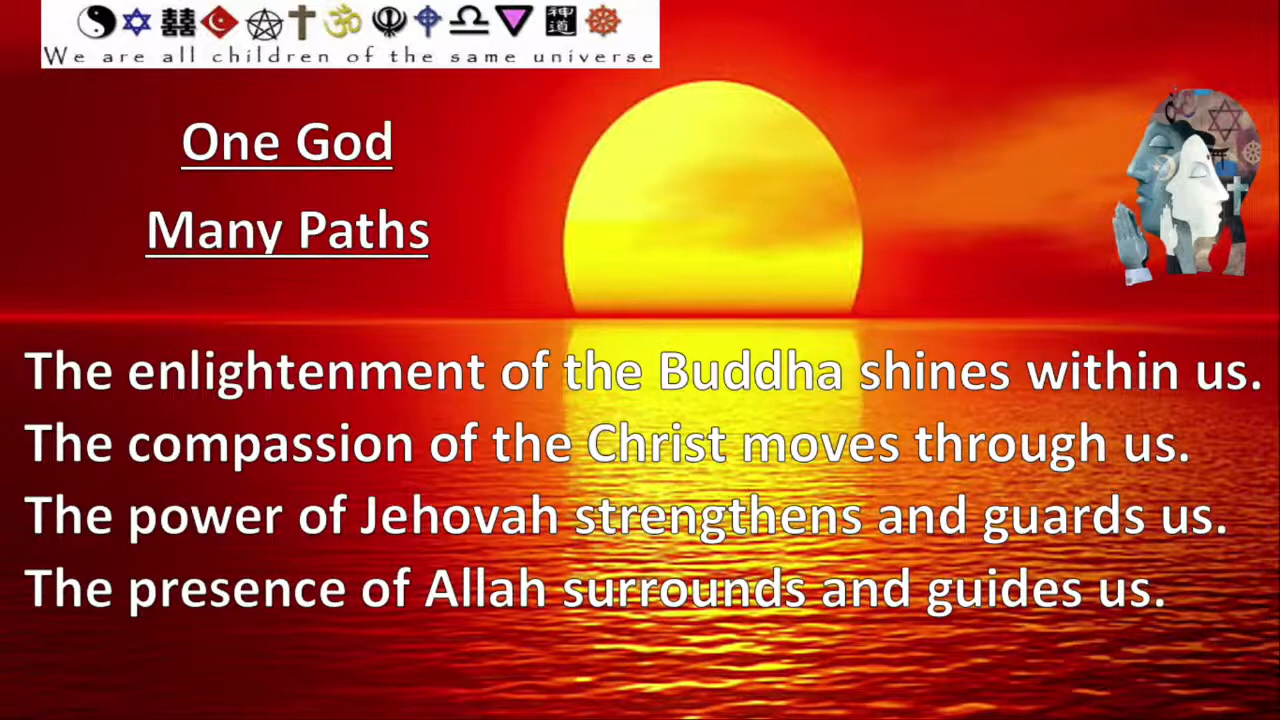 We are all children of the same universe
One God
Many Paths
The enlightenment of the Buddha shines within us.
The compassion of the Christ moves through us.
The power of Jehovah strengthens and guards us.
The presence of Allah surrounds and guides us.